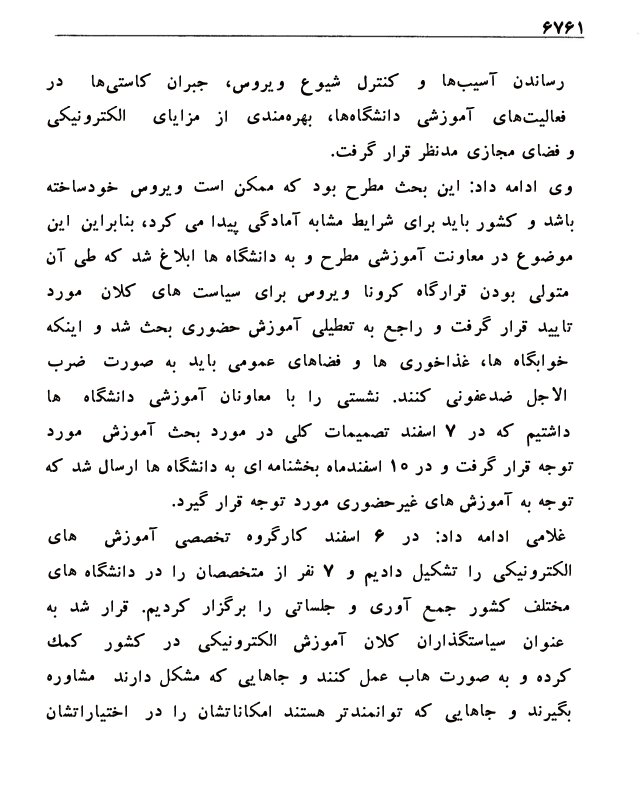 ۶۷۶۱
رساندن آسیب‌ها و کنترل شیوع ویروس، جبران کاستی‌ها در
فعالیت‌های آموزشی دانشگاه‌ها، بهره‌مندی از مزایای الکترونیکی
و فضای مجازی مدنظر قرار گرفت.
وی ادامه داد: این بحث مطرح بود که ممکن است ویروس خودساخته
باشد و کشور باید برای شرایط مشابه آمادگی پیدا می کرد، بنابراین این
موضوع در معاونت آموزشی مطرح و به دانشگاه ها ابلاغ شد که طی آن
متولی بودن قرارگاه کرونا ویروس برای سیاست های کلان مورد
تایید قرار گرفت و راجع به تعطیلی آموزش حضوری بحث شد و اینکه
خوابگاه ها، غذاخوری ها و فضاهای عمومی باید به صورت ضرب
الاجل ضدعفونی کنند. نشستی را با معاونان آموزشی دانشگاه ها
داشتیم که در ۷ اسفند تصمیمات کلی در مورد بحث آموزش مورد
توجه قرار گرفت و در ۱۰ اسفندماه بخشنامه ای به دانشگاه ها ارسال شد که
توجه به آموزش های غیرحضوری مورد توجه قرار گیرد.
غلامی ادامه داد: در ۶ اسفند کارگروه تخصصی آموزش های
الکترونیکی را تشکیل دادیم و ۷ نفر از متخصصان را در دانشگاه های
مختلف کشور جمع آوری و جلساتی را برگزار کردیم. قرار شد به
عنوان سیاستگذاران کلان آموزش الکترونیکی در کشور کمك
کرده و به صورت هاب عمل کنند و جاهایی که مشکل دارند مشاوره
بگیرند و جاهایی که توانمندتر هستند امکاناتشان را در اختیاراتشان